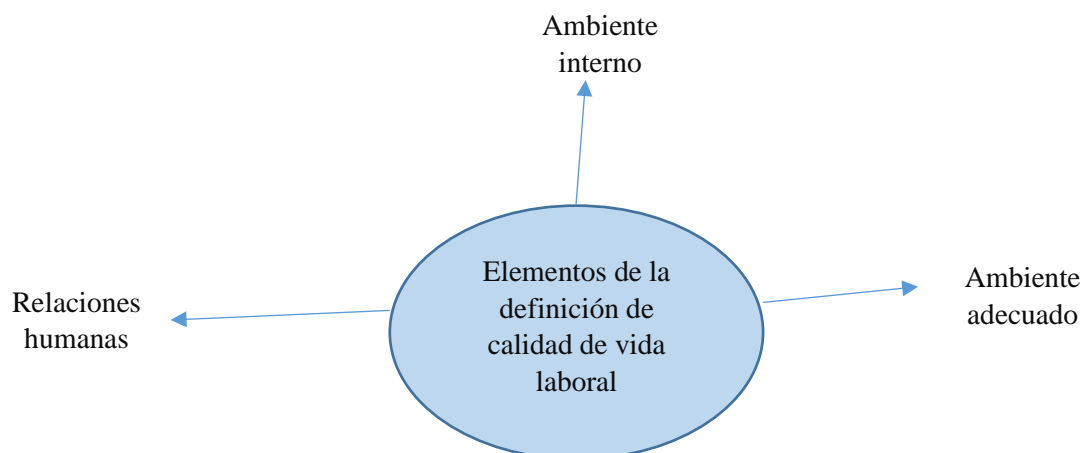 Ambiente
interno
Elementos de la
definición de
calidad de vida
laboral
Ambiente
adecuado
Relaciones
humanas